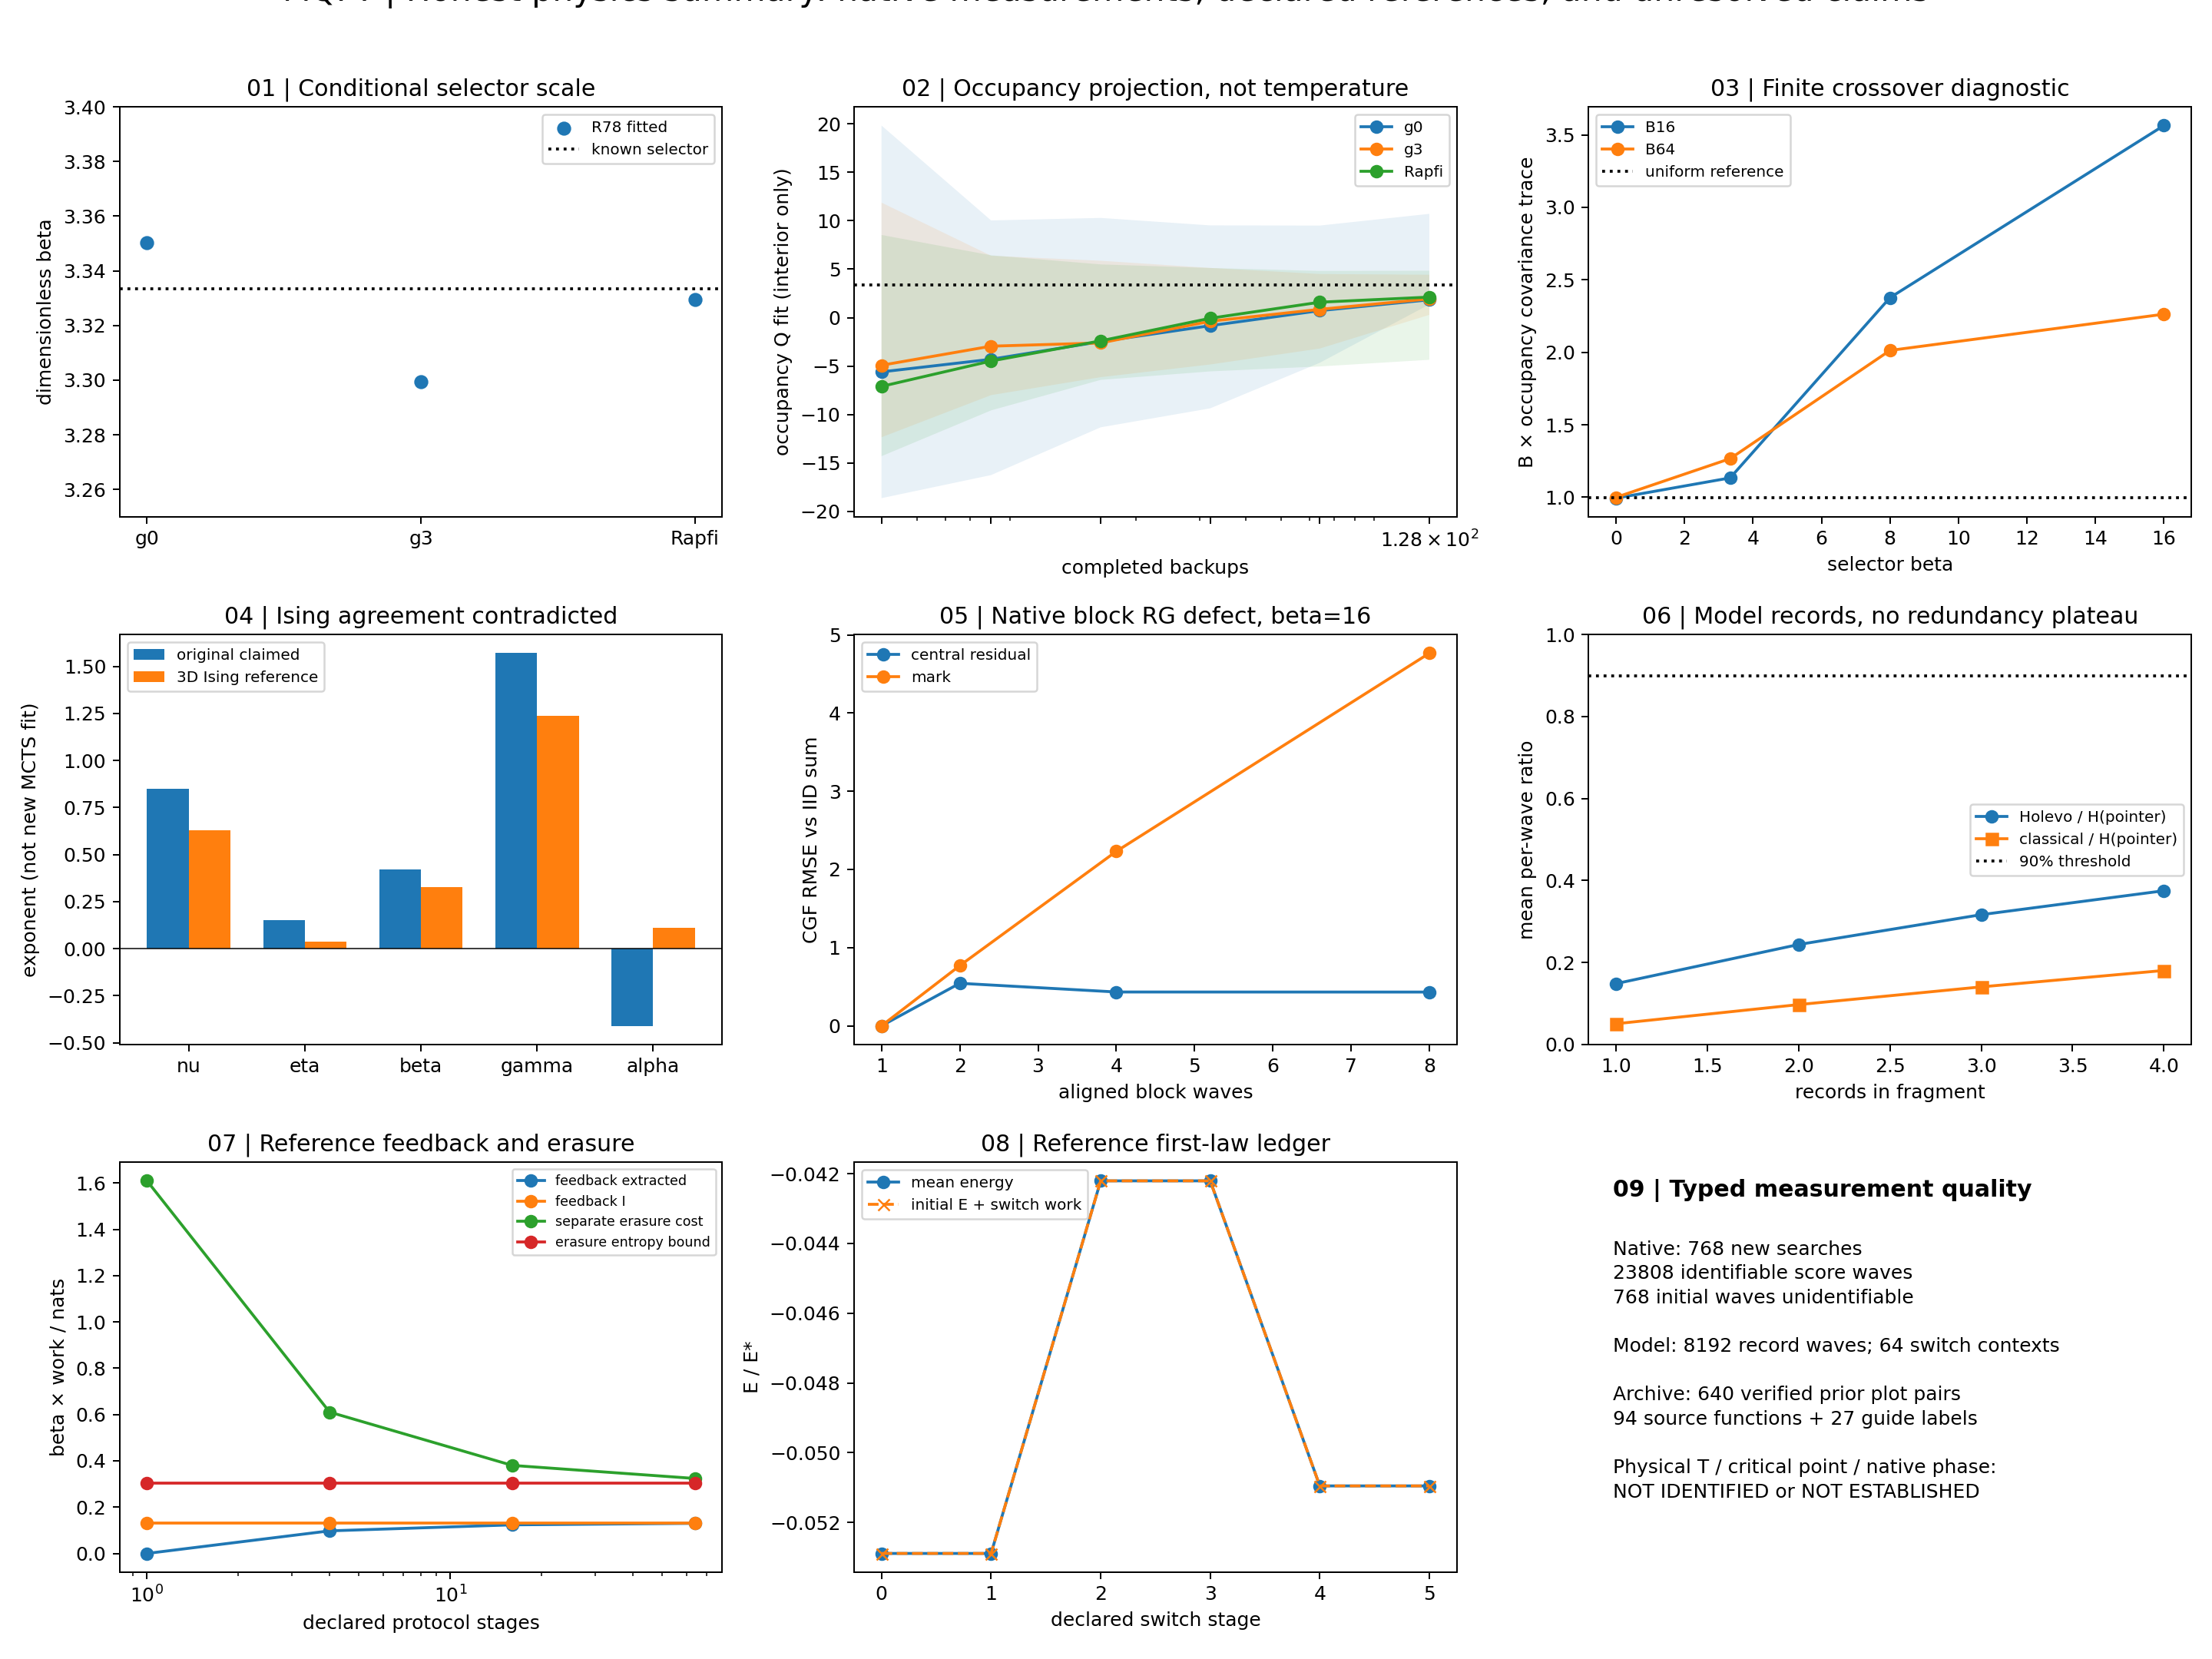 Honest physics summary: native measurements, declared references, and unresolved claims
01 | Conditional selector scale
3.40
3.38
3.36
3.34
3.32
3.30
3.28
3.26
dimensionless beta
R78 fitted
known selector
g0
g3
Rapfi
02 | Occupancy projection, not temperature
20
15
10
5
0
−5
−10
−15
−20
occupancy Q fit (interior only)
g0
g3
Rapfi
1.28 × 10²
completed backups
03 | Finite crossover diagnostic
3.5
3.0
2.5
2.0
1.5
1.0
B × occupancy covariance trace
B16
B64
uniform reference
0 2 4 6 8 10 12 14 16
selector beta
04 | Ising agreement contradicted
1.50
1.25
1.00
0.75
0.50
0.25
0.00
−0.25
−0.50
exponent (not new MCTS fit)
original claimed
3D Ising reference
nu eta beta gamma alpha
05 | Native block RG defect, beta=16
5
4
3
2
1
0
CGF RMSE vs IID sum
central residual
mark
1 2 3 4 5 6 7 8
aligned block waves
06 | Model records, no redundancy plateau
1.0
0.8
0.6
0.4
0.2
0.0
mean per-wave ratio
Holevo / H(pointer)
classical / H(pointer)
90% threshold
1.0 1.5 2.0 2.5 3.0 3.5 4.0
records in fragment
07 | Reference feedback and erasure
1.6
1.4
1.2
1.0
0.8
0.6
0.4
0.2
0.0
beta × work / nats
feedback extracted
feedback I
separate erasure cost
erasure entropy bound
10⁰ 10¹
declared protocol stages
08 | Reference first-law ledger
−0.042
−0.044
−0.046
−0.048
−0.050
−0.052
E / E*
mean energy
initial E + switch work
0 1 2 3 4 5
declared switch stage
09 | Typed measurement quality
Native: 768 new searches
23808 identifiable score waves
768 initial waves unidentifiable
Model: 8192 record waves; 64 switch contexts
Archive: 640 verified prior plot pairs
94 source functions + 27 guide labels
Physical T / critical point / native phase:
NOT IDENTIFIED or NOT ESTABLISHED